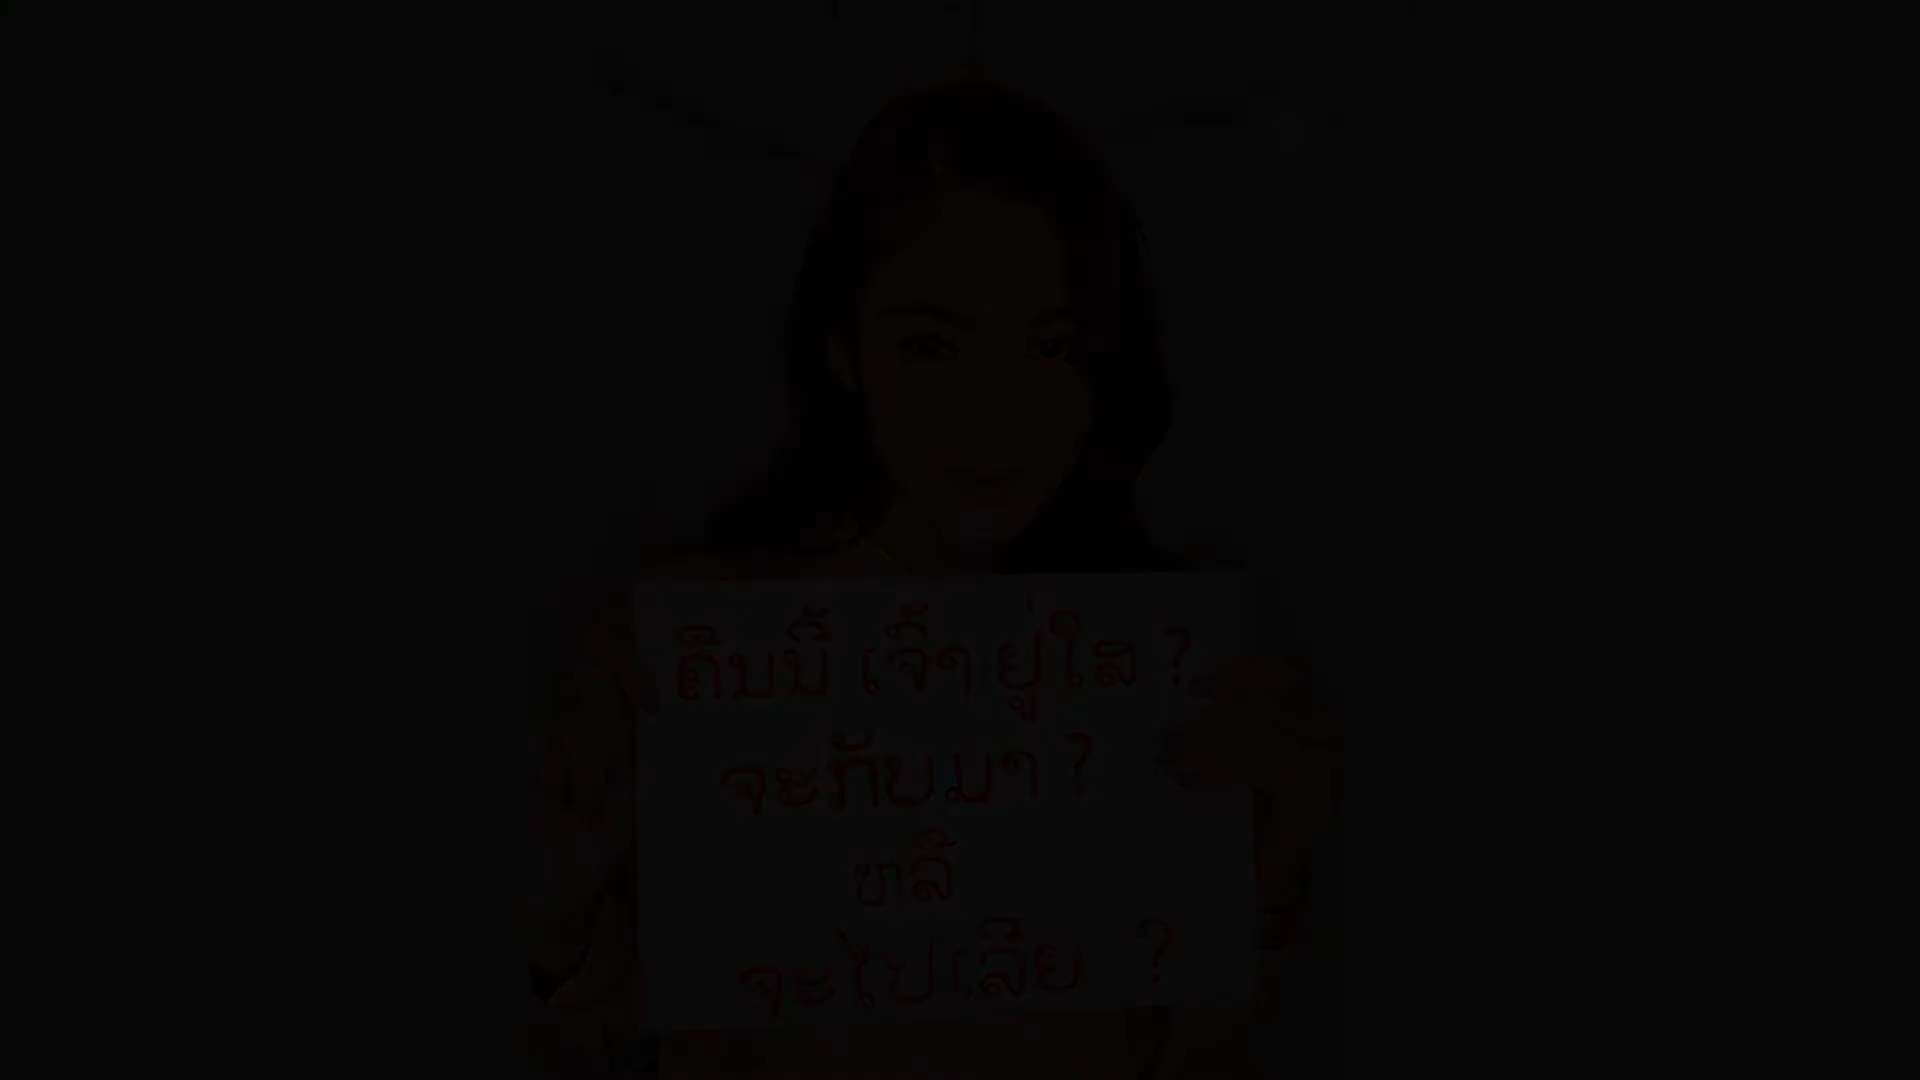 ຄືນນີ້ ເຈົ້າ ຢູ່ໃສ ?
ຈະກັບມາ ?
ຫລື
ຈະໄປເລີຍ ?